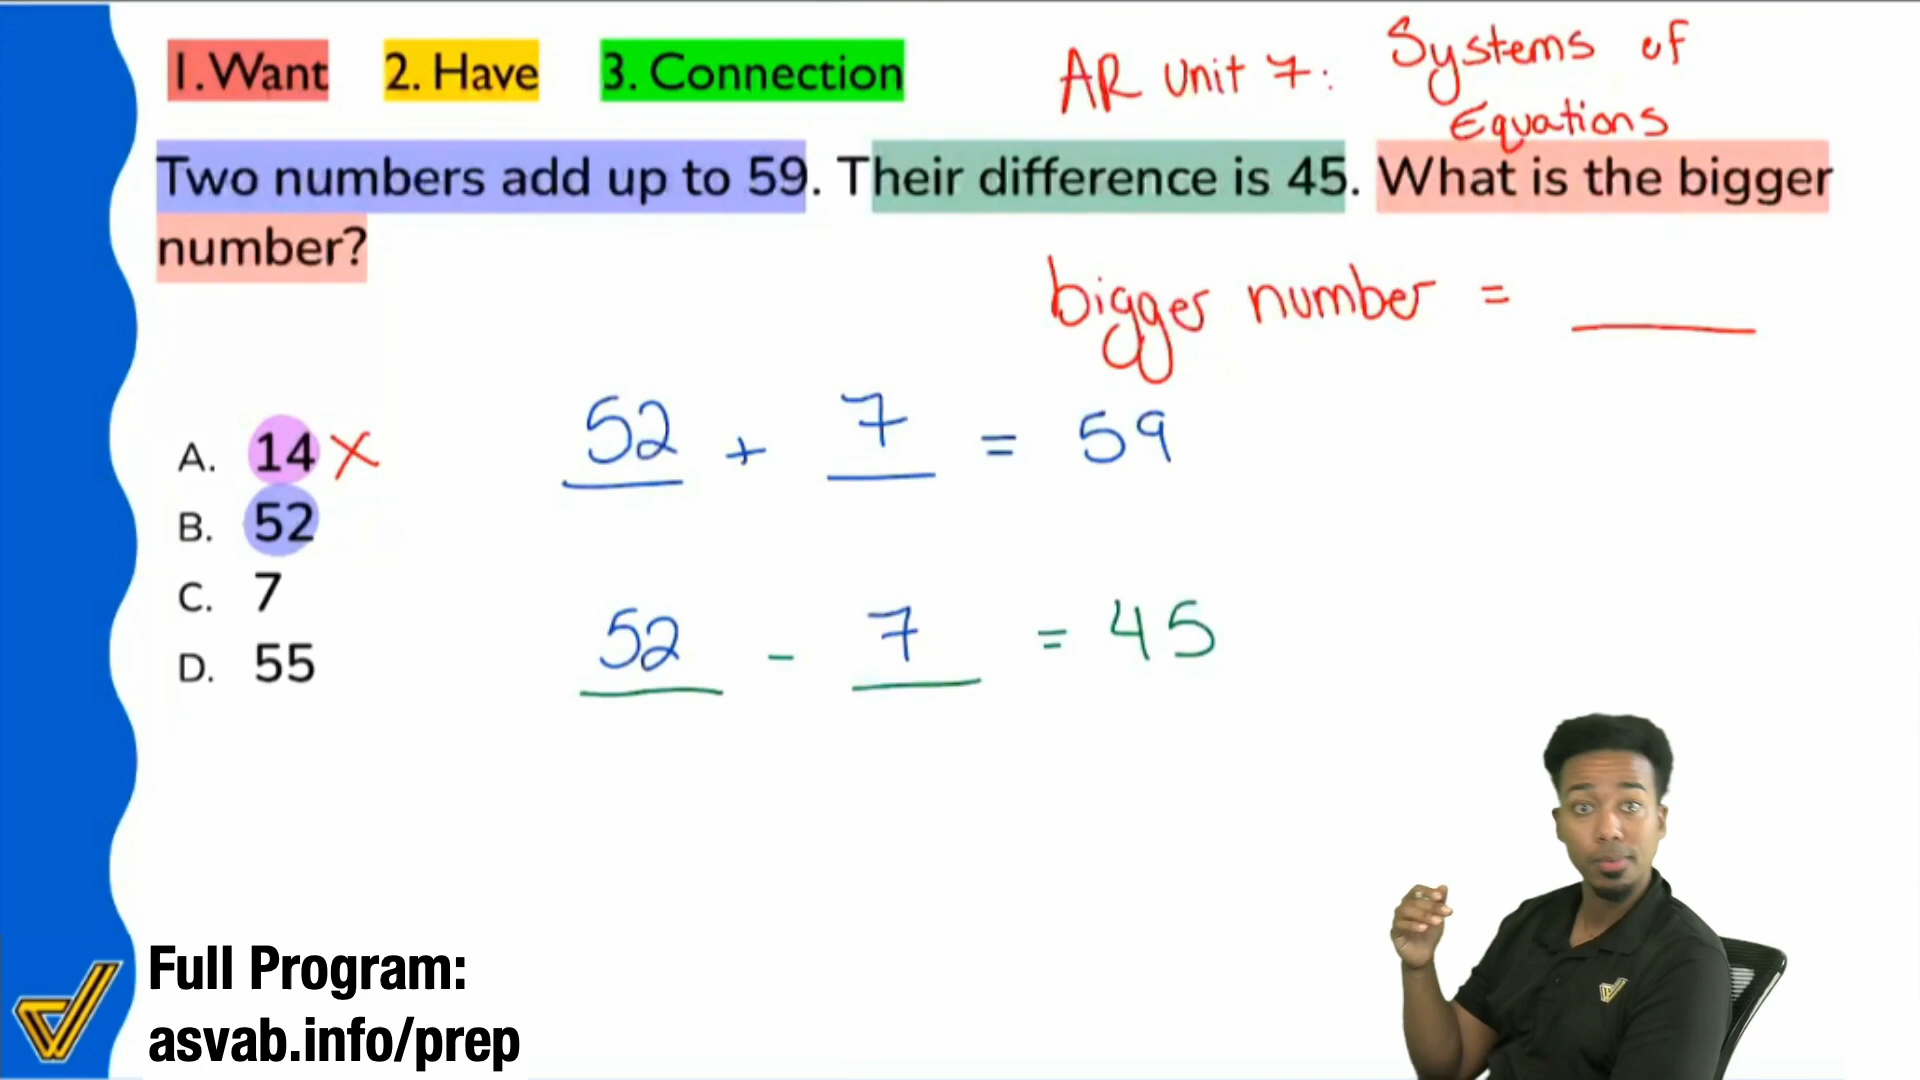 1. Want 2. Have 3. Connection
AR Unit 7: Systems of
Equations
Two numbers add up to 59. Their difference is 45. What is the bigger
number?
bigger number = ____
A. 14 X
B. 52
C. 7
D. 55
52 + 7 = 59
52 - 7 = 45
Full Program:
asvab.info/prep